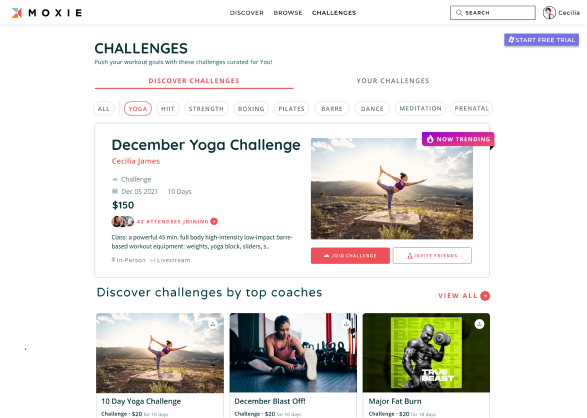 MOXIE
DISCOVER BROWSE CHALLENGES
SEARCH
Cecilia
START FREE TRIAL
CHALLENGES
Push your workout goals with these challenges curated for You!
DISCOVER CHALLENGES
YOUR CHALLENGES
ALL YOGA HIIT STRENGTH BOXING PILATES BARRE DANCE MEDITATION PRENATAL
NOW TRENDING
December Yoga Challenge
Cecilia James
Challenge
Dec 05 2021 · 10 Days
$150
42 ATTENDEES JOINING
Class: a powerful 45 min. full body high-intensity low-impact barre-
based workout equipment: weights, yoga block, sliders, s..
In-Person Livestream
JOIN CHALLENGE
INVITE FRIENDS
Discover challenges by top coaches
VIEW ALL
TRUE
BEAST
10 Day Yoga Challenge
Challenge · $20 for 10 days
December Blast Off!
Challenge · $20 for 10 days
Major Fat Burn
Challenge · $20 for 10 days